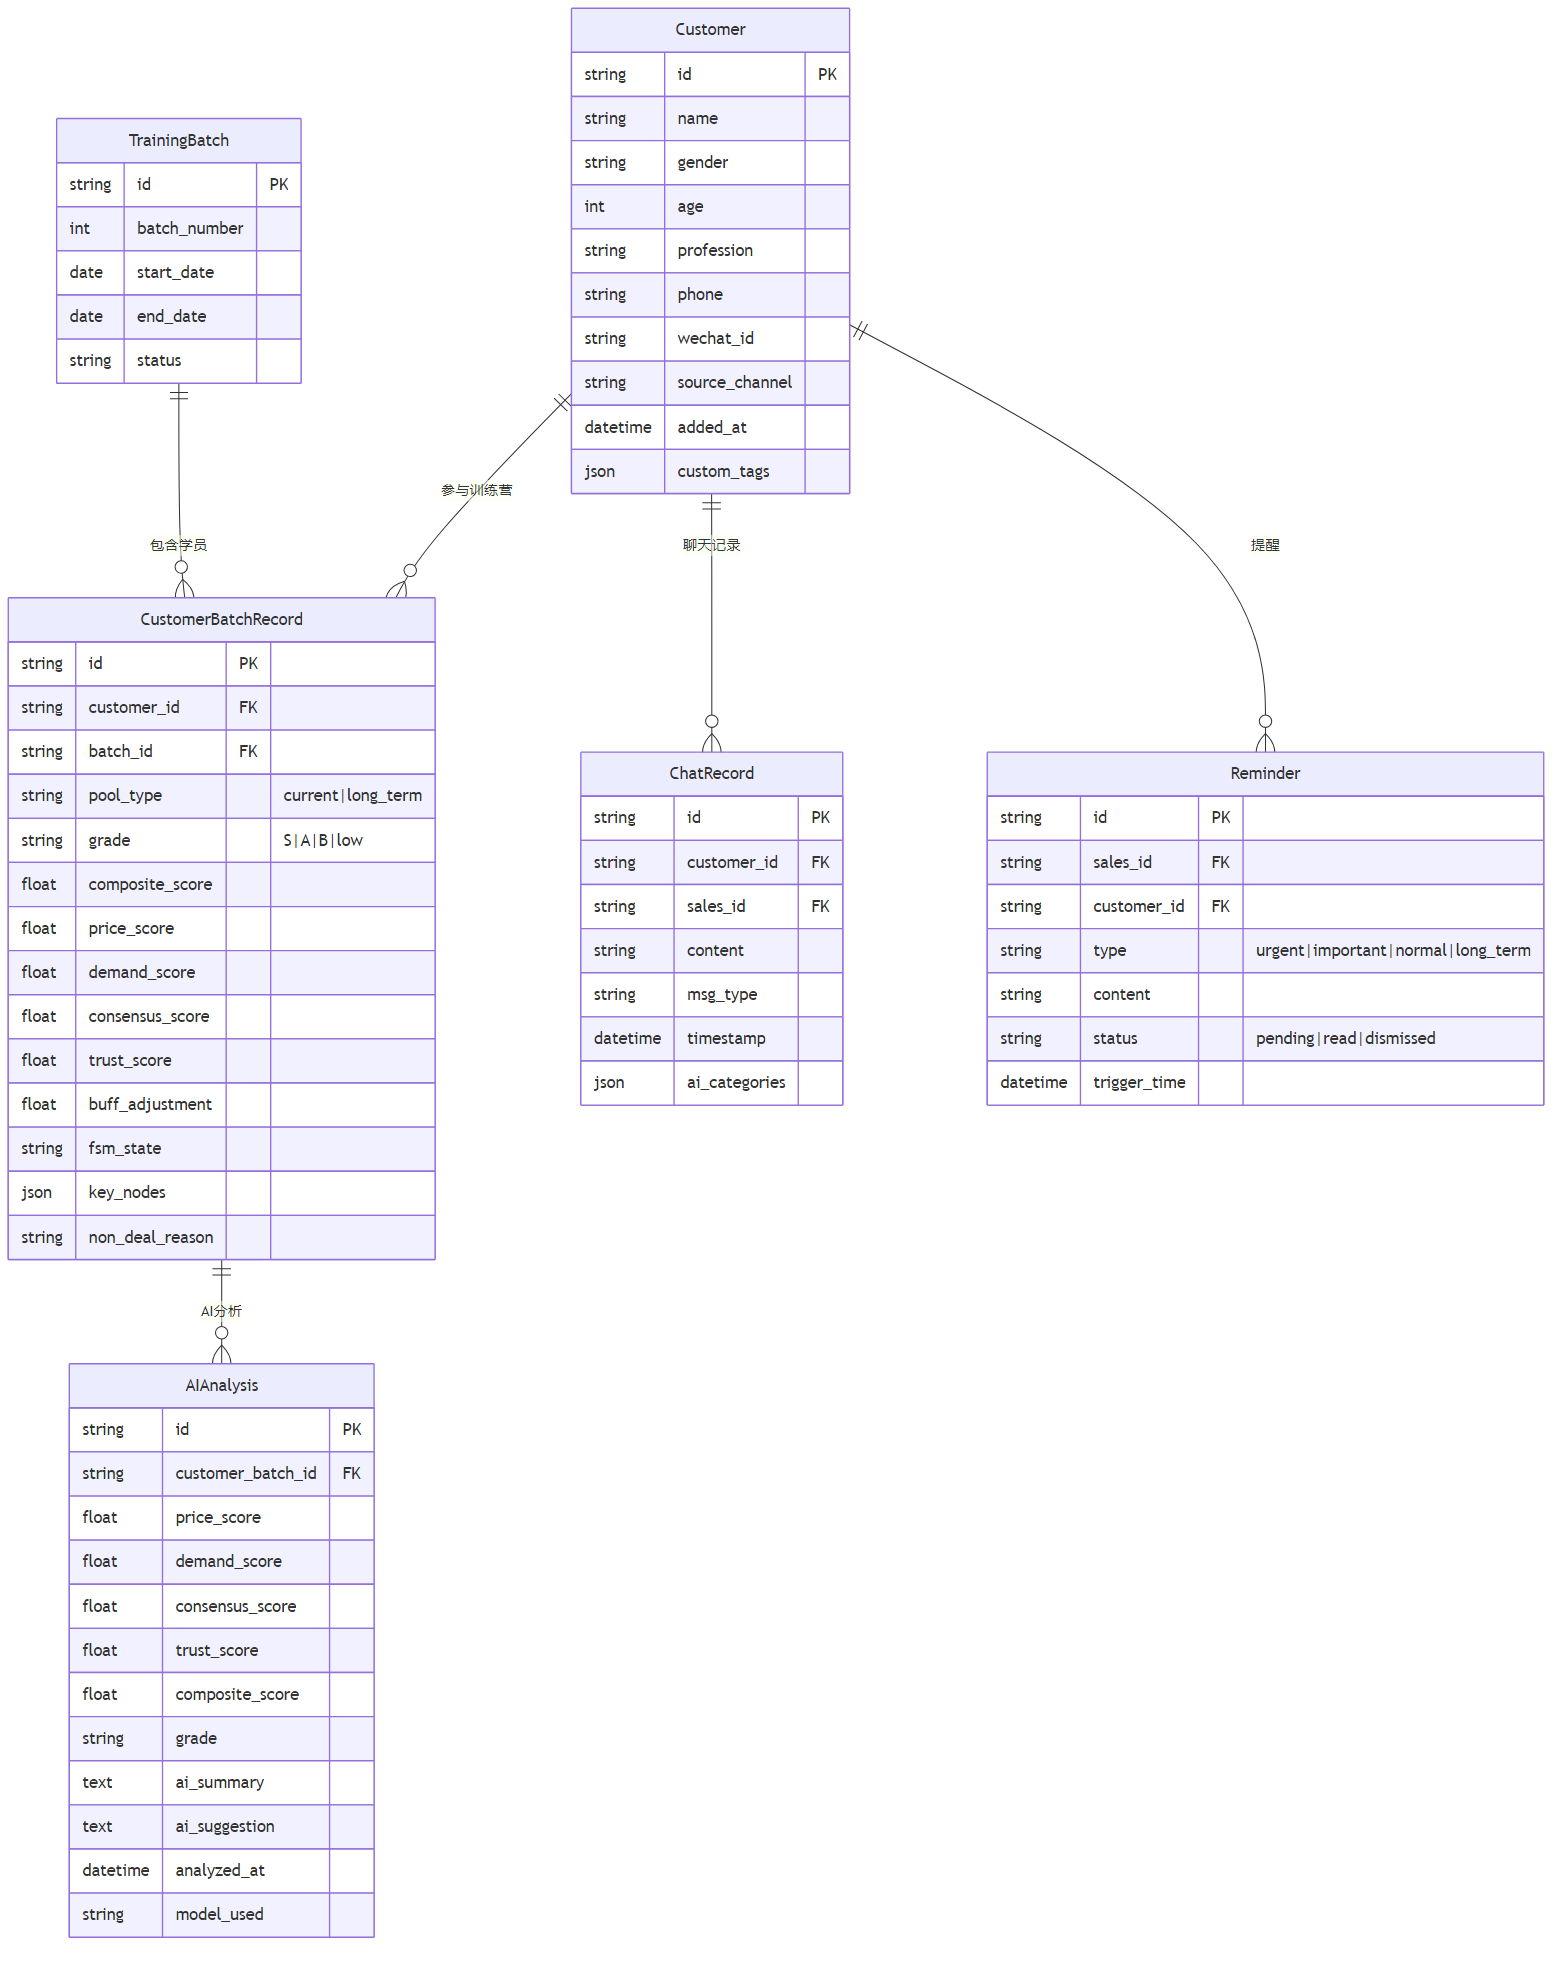 Customer
string id PK
string name
string gender
int age
string profession
string phone
string wechat_id
string source_channel
datetime added_at
json custom_tags
TrainingBatch
string id PK
int batch_number
date start_date
date end_date
string status
参与训练营
包含学员
聊天记录
提醒
CustomerBatchRecord
string id PK
string customer_id FK
string batch_id FK
string pool_type current|long_term
string grade S|A|B|low
float composite_score
float price_score
float demand_score
float consensus_score
float trust_score
float buff_adjustment
string fsm_state
json key_nodes
string non_deal_reason
ChatRecord
string id PK
string customer_id FK
string sales_id FK
string content
string msg_type
datetime timestamp
json ai_categories
Reminder
string id PK
string sales_id FK
string customer_id FK
string type urgent|important|normal|long_term
string content
string status pending|read|dismissed
datetime trigger_time
AI分析
AIAnalysis
string id PK
string customer_batch_id FK
float price_score
float demand_score
float consensus_score
float trust_score
float composite_score
string grade
text ai_summary
text ai_suggestion
datetime analyzed_at
string model_used